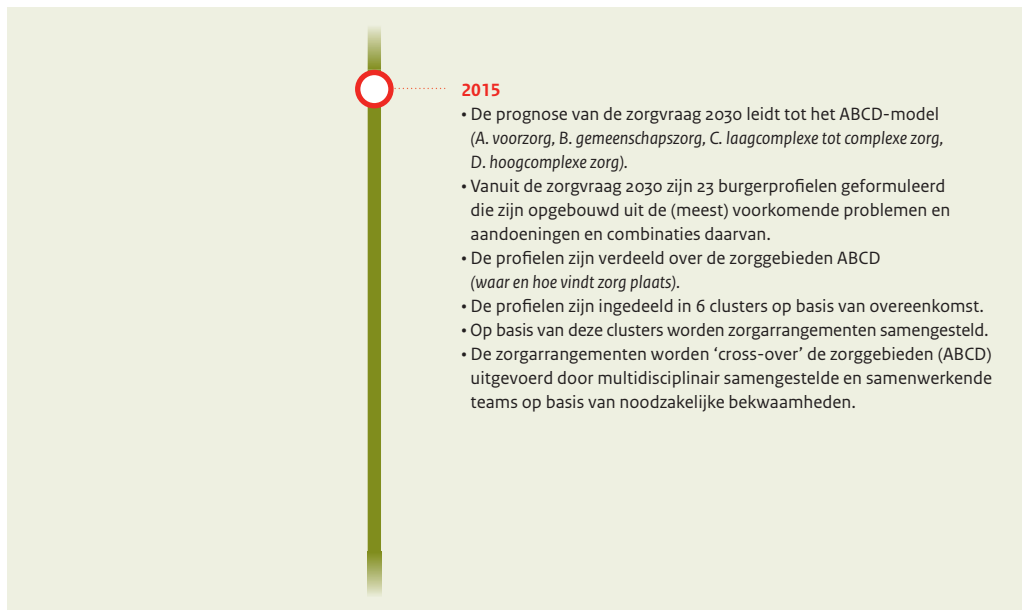 2015
• De prognose van de zorgvraag 2030 leidt tot het ABCD-model
(A. voorzorg, B. gemeenschapszorg, C. laagcomplexe tot complexe zorg,
D. hoogcomplexe zorg).
• Vanuit de zorgvraag 2030 zijn 23 burgerprofielen geformuleerd
die zijn opgebouwd uit de (meest) voorkomende problemen en
aandoeningen en combinaties daarvan.
• De profielen zijn verdeeld over de zorggebieden ABCD
(waar en hoe vindt zorg plaats).
• De profielen zijn ingedeeld in 6 clusters op basis van overeenkomst.
• Op basis van deze clusters worden zorgarrangementen samengesteld.
• De zorgarrangementen worden ‘cross-over’ de zorggebieden (ABCD)
uitgevoerd door multidisciplinair samengestelde en samenwerkende
teams op basis van noodzakelijke bekwaamheden.